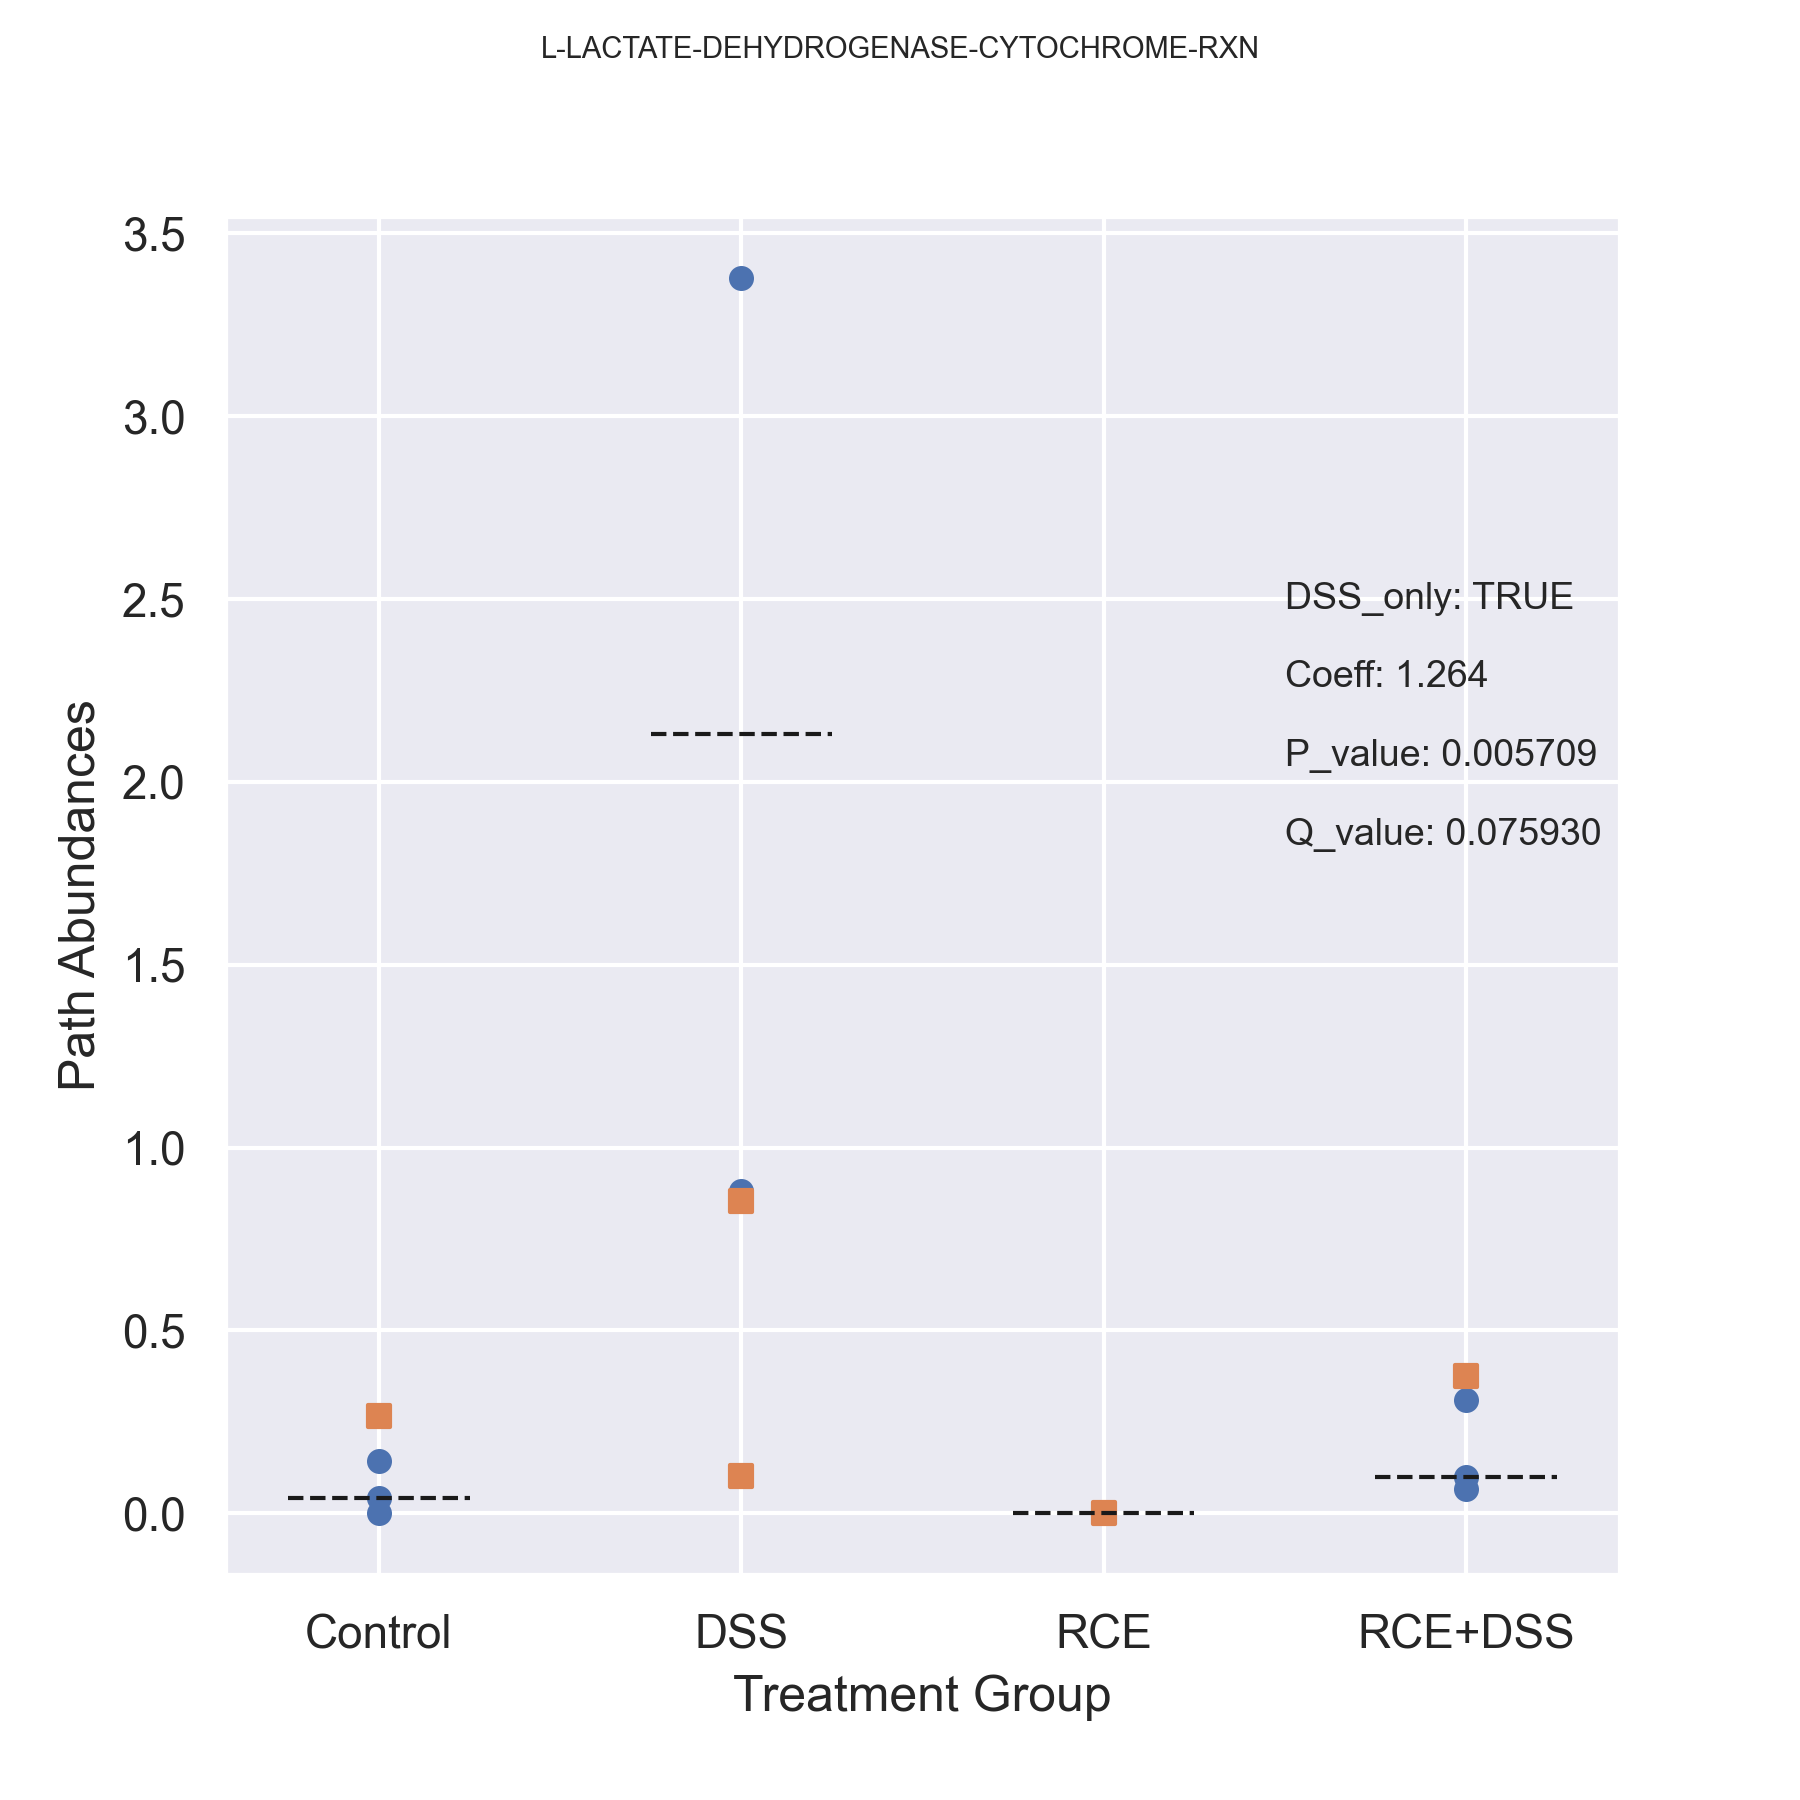 L-LACTATE-DEHYDROGENASE-CYTOCHROME-RXN
3.5
3.0
2.5
2.0
1.5
1.0
0.5
0.0
Path Abundances
DSS_only: TRUE
Coeff: 1.264
P_value: 0.005709
Q_value: 0.075930
Control
DSS
RCE
RCE+DSS
Treatment Group